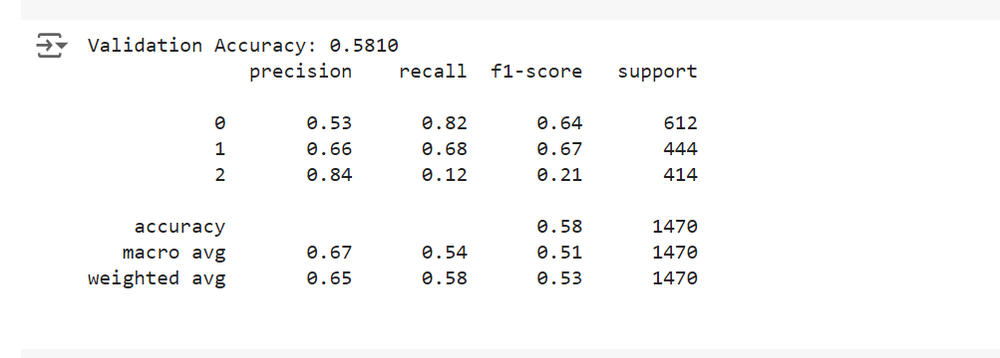 Validation Accuracy: 0.5810
precision recall f1-score support
0 0.53 0.82 0.64 612
1 0.66 0.68 0.67 444
2 0.84 0.12 0.21 414
accuracy 0.58 1470
macro avg 0.67 0.54 0.51 1470
weighted avg 0.65 0.58 0.53 1470